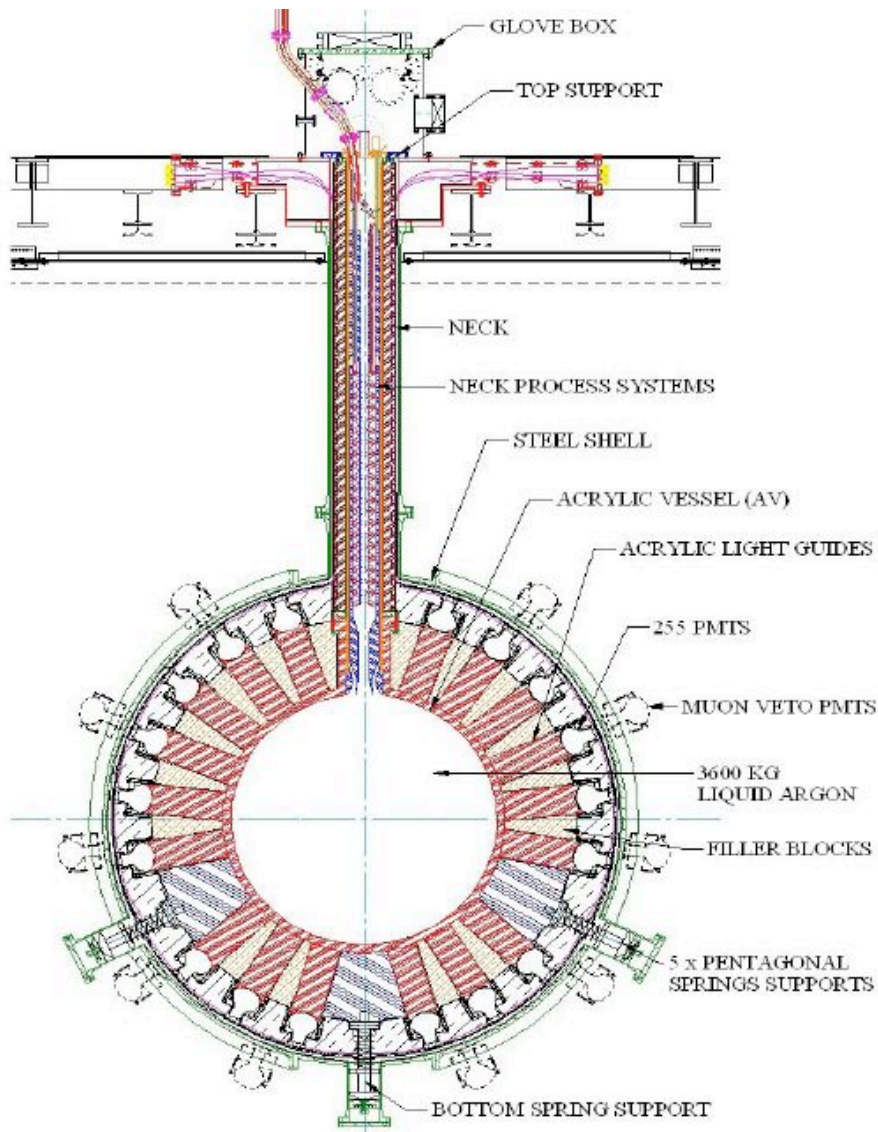 GLOVE BOX
TOP SUPPORT
NECK
NECK PROCESS SYSTEMS
STEEL SHELL
ACRYLIC VESSEL (AV)
ACRYLIC LIGHT GUIDES
255 PMTS
MUON VETO PMTS
3600 KG
LIQUID ARGON
FILLER BLOCKS
5 x PENTAGONAL
SPRINGS SUPPORTS
BOTTOM SPRING SUPPORT